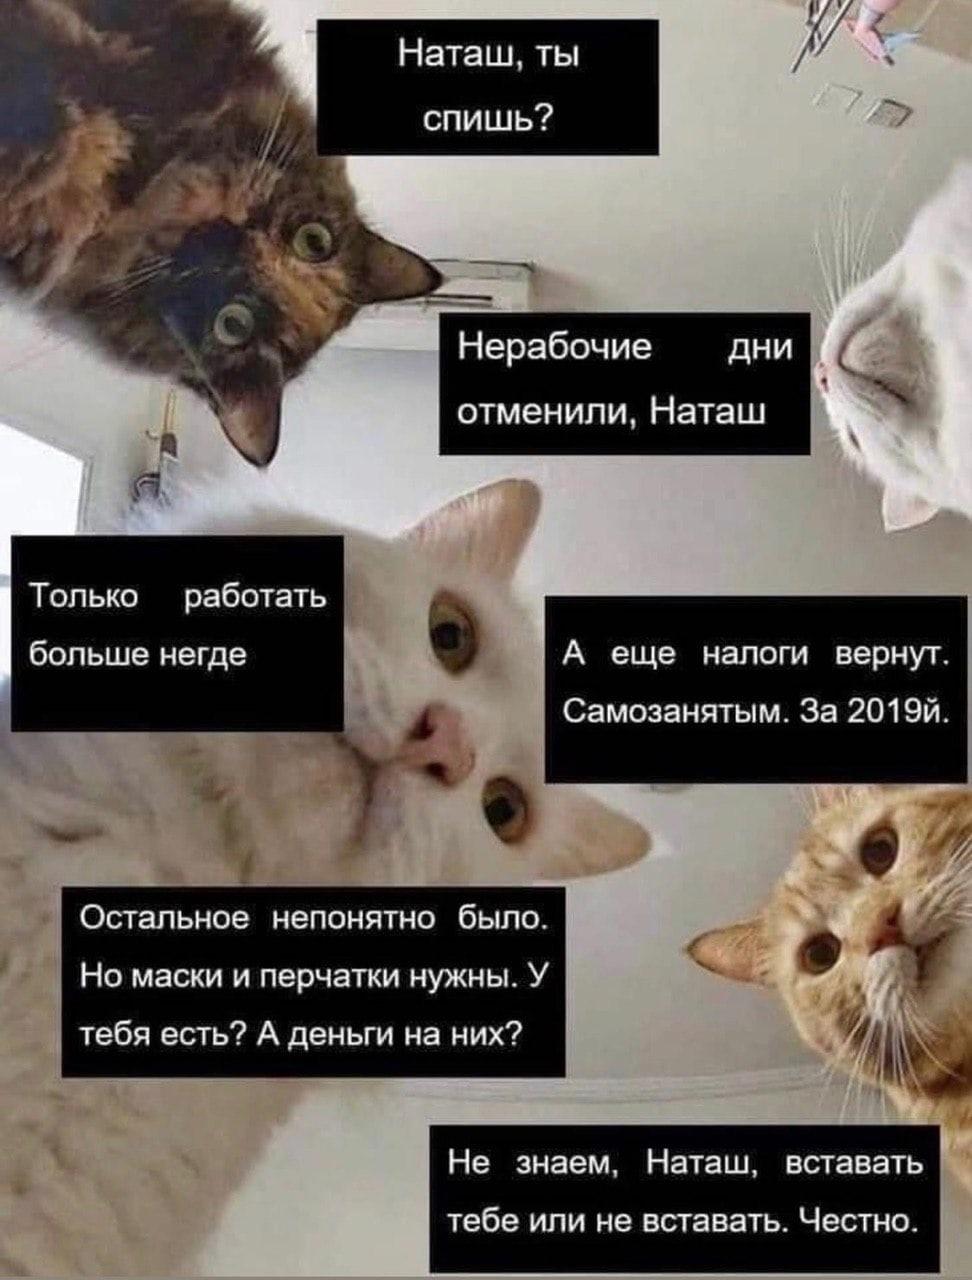 Наташ, ты
спишь?
Нерабочие дни
отменили, Наташ
Только работать
больше негде
А еще налоги вернут.
Самозанятым. За 2019й.
Остальное непонятно было.
Но маски и перчатки нужны. У
тебя есть? А деньги на них?
Не знаем, Наташ, вставать
тебе или не вставать. Честно.